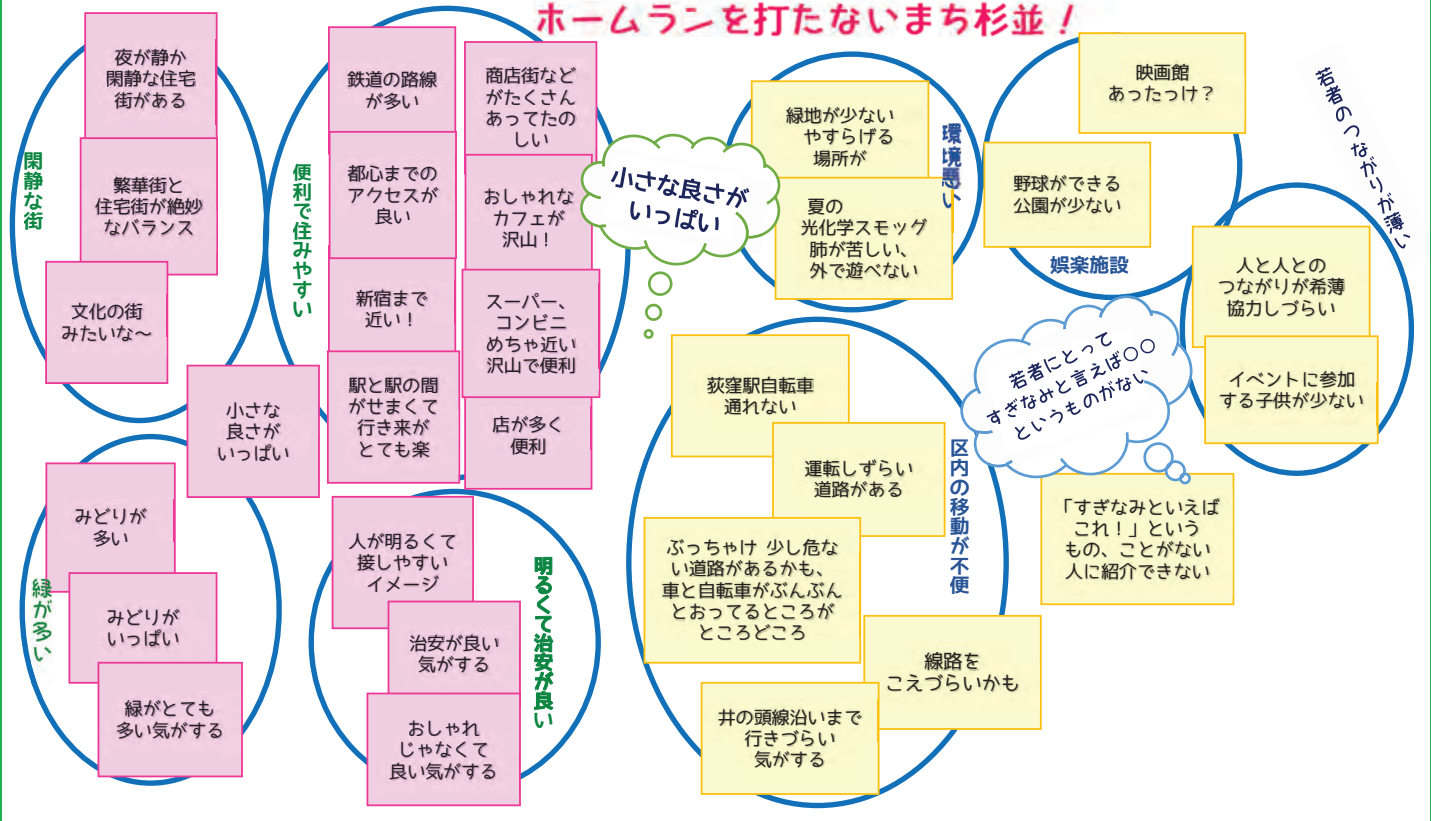 ホームランを打たないまち杉並！
閑静な街
夜が静か
閑静な住宅
街がある
繁華街と
住宅街が絶妙
なバランス
文化の街
みたいな～
便利で住みやすい
鉄道の路線
が多い
都心までの
アクセスが
良い
新宿まで
近い！
駅と駅の間
がせまくて
行き来が
とても楽
商店街など
がたくさん
あってたの
しい
おしゃれな
カフェが
沢山！
スーパー、
コンビニ
めちゃ近い
沢山で便利
店が多く
便利
小さな
良さが
いっぱい
小さな良さが
いっぱい
緑が多い
みどりが
多い
みどりが
いっぱい
緑がとても
多い気がする
明るくて治安が良い
人が明るくて
接しやすい
イメージ
治安が良い
気がする
おしゃれ
じゃなくて
良い気がする
環境悪い
緑地が少ない
やすらげる
場所が
夏の
光化学スモッグ
肺が苦しい、
外で遊べない
娯楽施設
映画館
あったっけ？
野球ができる
公園が少ない
若者のつながりが薄い
人と人との
つながりが希薄
協力しづらい
イベントに参加
する子供が少ない
区内の移動が不便
荻窪駅自転車
通れない
運転しずらい
道路がある
ぶっちゃけ 少し危な
い道路があるかも、
車と自転車がぶんぶん
とおってるところが
ところどころ
線路を
こえづらいかも
井の頭線沿いまで
行きづらい
気がする
若者にとって
すぎなみと言えば○○
というものがない
「すぎなみといえば
これ！」という
もの、ことがない
人に紹介できない